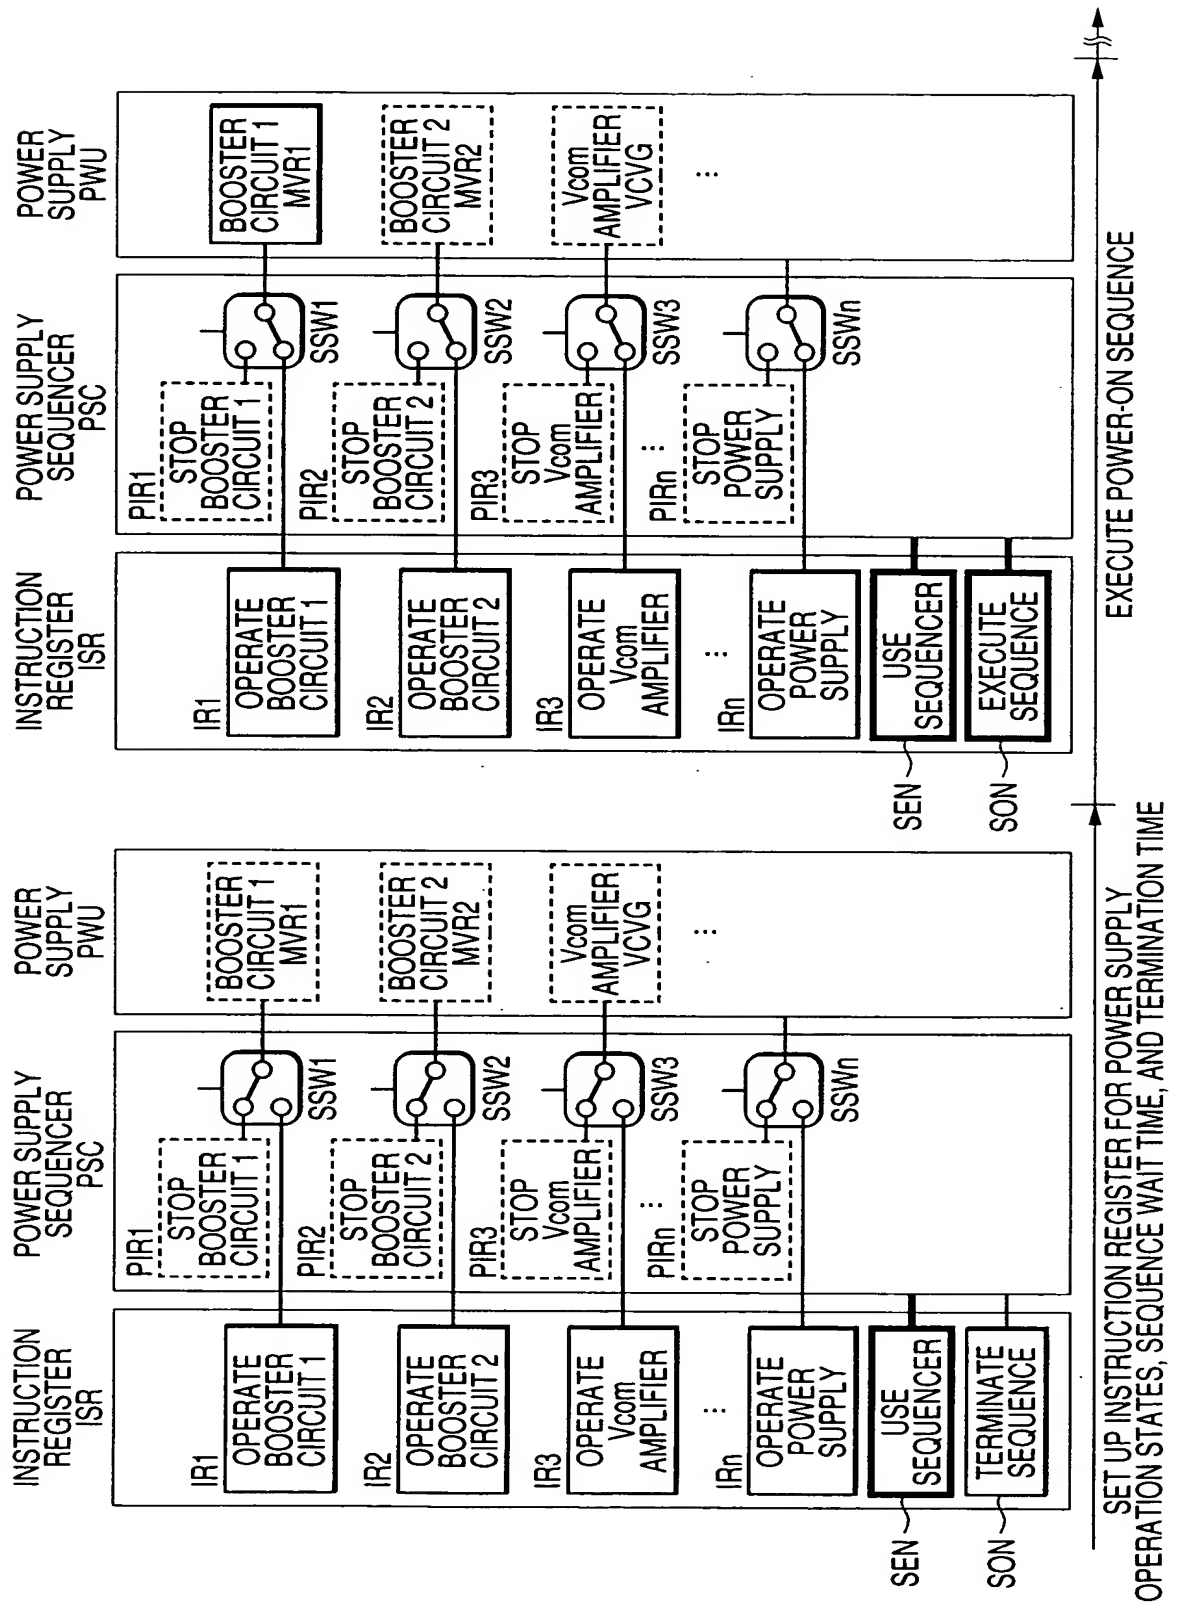 INSTRUCTION
REGISTER
ISR
POWER SUPPLY
SEQUENCER
PSC
POWER
SUPPLY
PWU
IR1
OPERATE
BOOSTER
CIRCUIT 1
PIR1
STOP
BOOSTER
CIRCUIT 1
SSW1
BOOSTER
CIRCUIT 1
MVR1
IR2
OPERATE
BOOSTER
CIRCUIT 2
PIR2
STOP
BOOSTER
CIRCUIT 2
SSW2
BOOSTER
CIRCUIT 2
MVR2
IR3
OPERATE
Vcom
AMPLIFIER
PIR3
STOP
Vcom
AMPLIFIER
SSW3
Vcom
AMPLIFIER
VCVG
...
...
...
IRn
OPERATE
POWER
SUPPLY
PIRn
STOP
POWER
SUPPLY
SSWn
SEN
USE
SEQUENCER
SON
TERMINATE
SEQUENCE
SET UP INSTRUCTION REGISTER FOR POWER SUPPLY
OPERATION STATES, SEQUENCE WAIT TIME, AND TERMINATION TIME
INSTRUCTION
REGISTER
ISR
POWER SUPPLY
SEQUENCER
PSC
POWER
SUPPLY
PWU
IR1
OPERATE
BOOSTER
CIRCUIT 1
PIR1
STOP
BOOSTER
CIRCUIT 1
SSW1
BOOSTER
CIRCUIT 1
MVR1
IR2
OPERATE
BOOSTER
CIRCUIT 2
PIR2
STOP
BOOSTER
CIRCUIT 2
SSW2
BOOSTER
CIRCUIT 2
MVR2
IR3
OPERATE
Vcom
AMPLIFIER
PIR3
STOP
Vcom
AMPLIFIER
SSW3
Vcom
AMPLIFIER
VCVG
...
...
...
IRn
OPERATE
POWER
SUPPLY
PIRn
STOP
POWER
SUPPLY
SSWn
SEN
USE
SEQUENCER
SON
EXECUTE
SEQUENCE
EXECUTE POWER-ON SEQUENCE